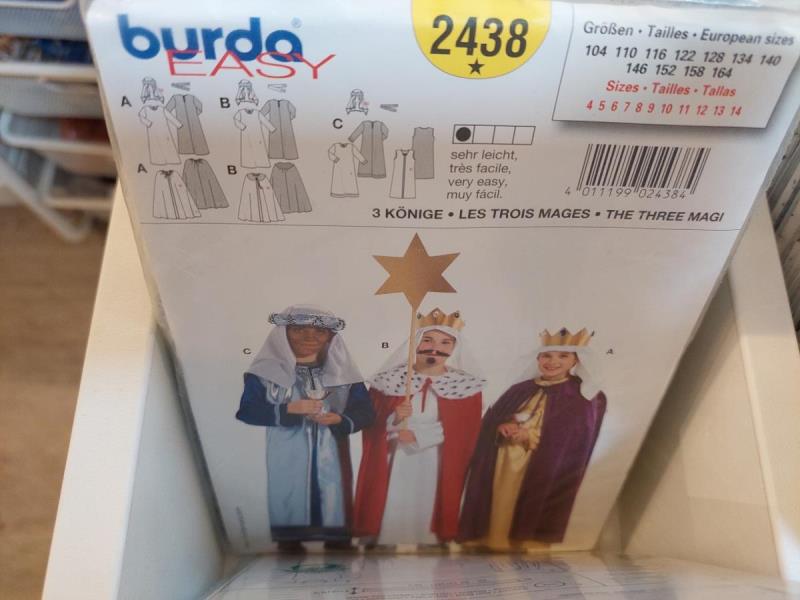 burda
EASY
2438
Größen • Tailles • European sizes
104 110 116 122 128 134 140
146 152 158 164
Sizes • Tailles • Tallas
4 5 6 7 8 9 10 11 12 13 14
A
B
C
A
B
sehr leicht,
très facile,
very easy,
muy fácil.
4 011199 024384
3 KÖNIGE • LES TROIS MAGES • THE THREE MAGI
C
B
A